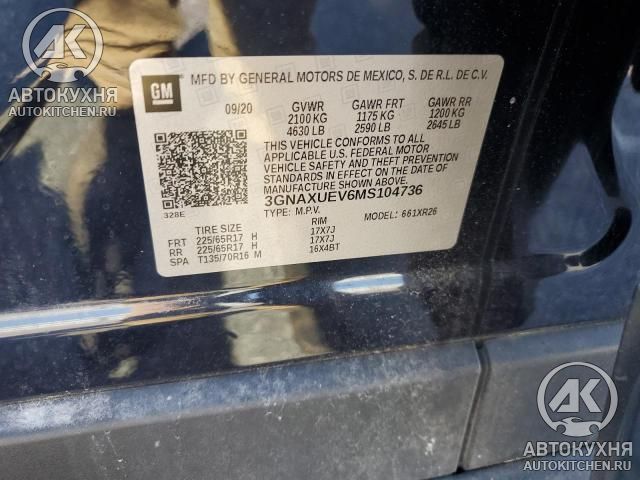 AK
АВТОКУХНЯ
AUTOKITCHEN.RU
GM
MFD BY GENERAL MOTORS DE MEXICO, S. DE R.L. DE C.V.
09/20 GVWR GAWR FRT GAWR RR
2100 KG 1175 KG 1200 KG
4630 LB 2590 LB 2645 LB
THIS VEHICLE CONFORMS TO ALL
APPLICABLE U.S. FEDERAL MOTOR
VEHICLE SAFETY AND THEFT PREVENTION
STANDARDS IN EFFECT ON THE DATE OF
MANUFACTURE SHOWN ABOVE.
3GNAXUEV6MS104736
328E
TYPE: M.P.V. MODEL: 661XR26
TIRE SIZE RIM
FRT 225/65R17 H 17X7J
RR 225/65R17 H 17X7J
SPA T135/70R16 M 16X4BT
AK
АВТОКУХНЯ
AUTOKITCHEN.RU